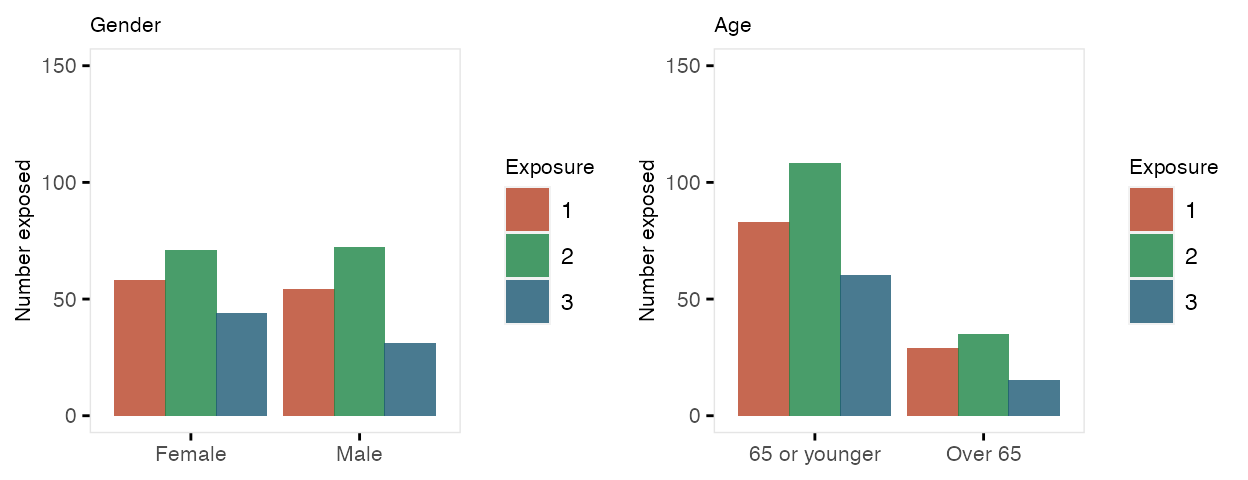 Gender
150
100
50
0
Number exposed
Female Male
Exposure
1
2
3
Age
150
100
50
0
Number exposed
65 or younger Over 65
Exposure
1
2
3